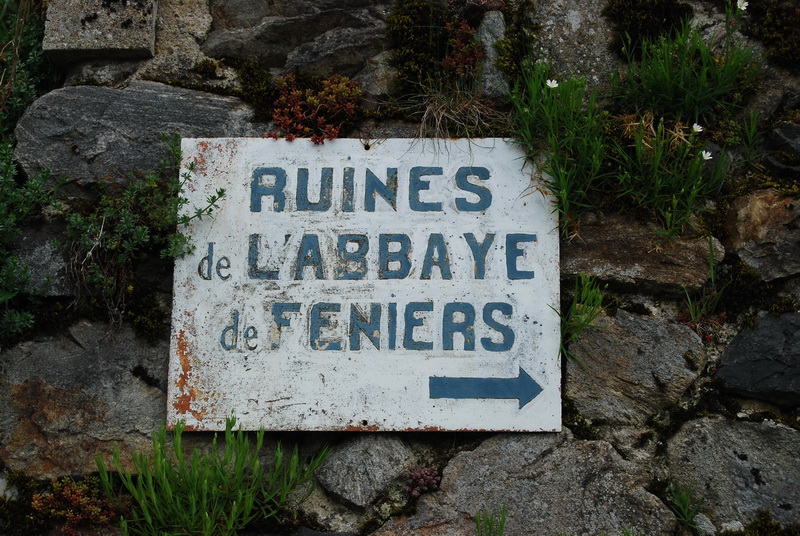 RUINES
de L'ABBAYE
de FENIERS